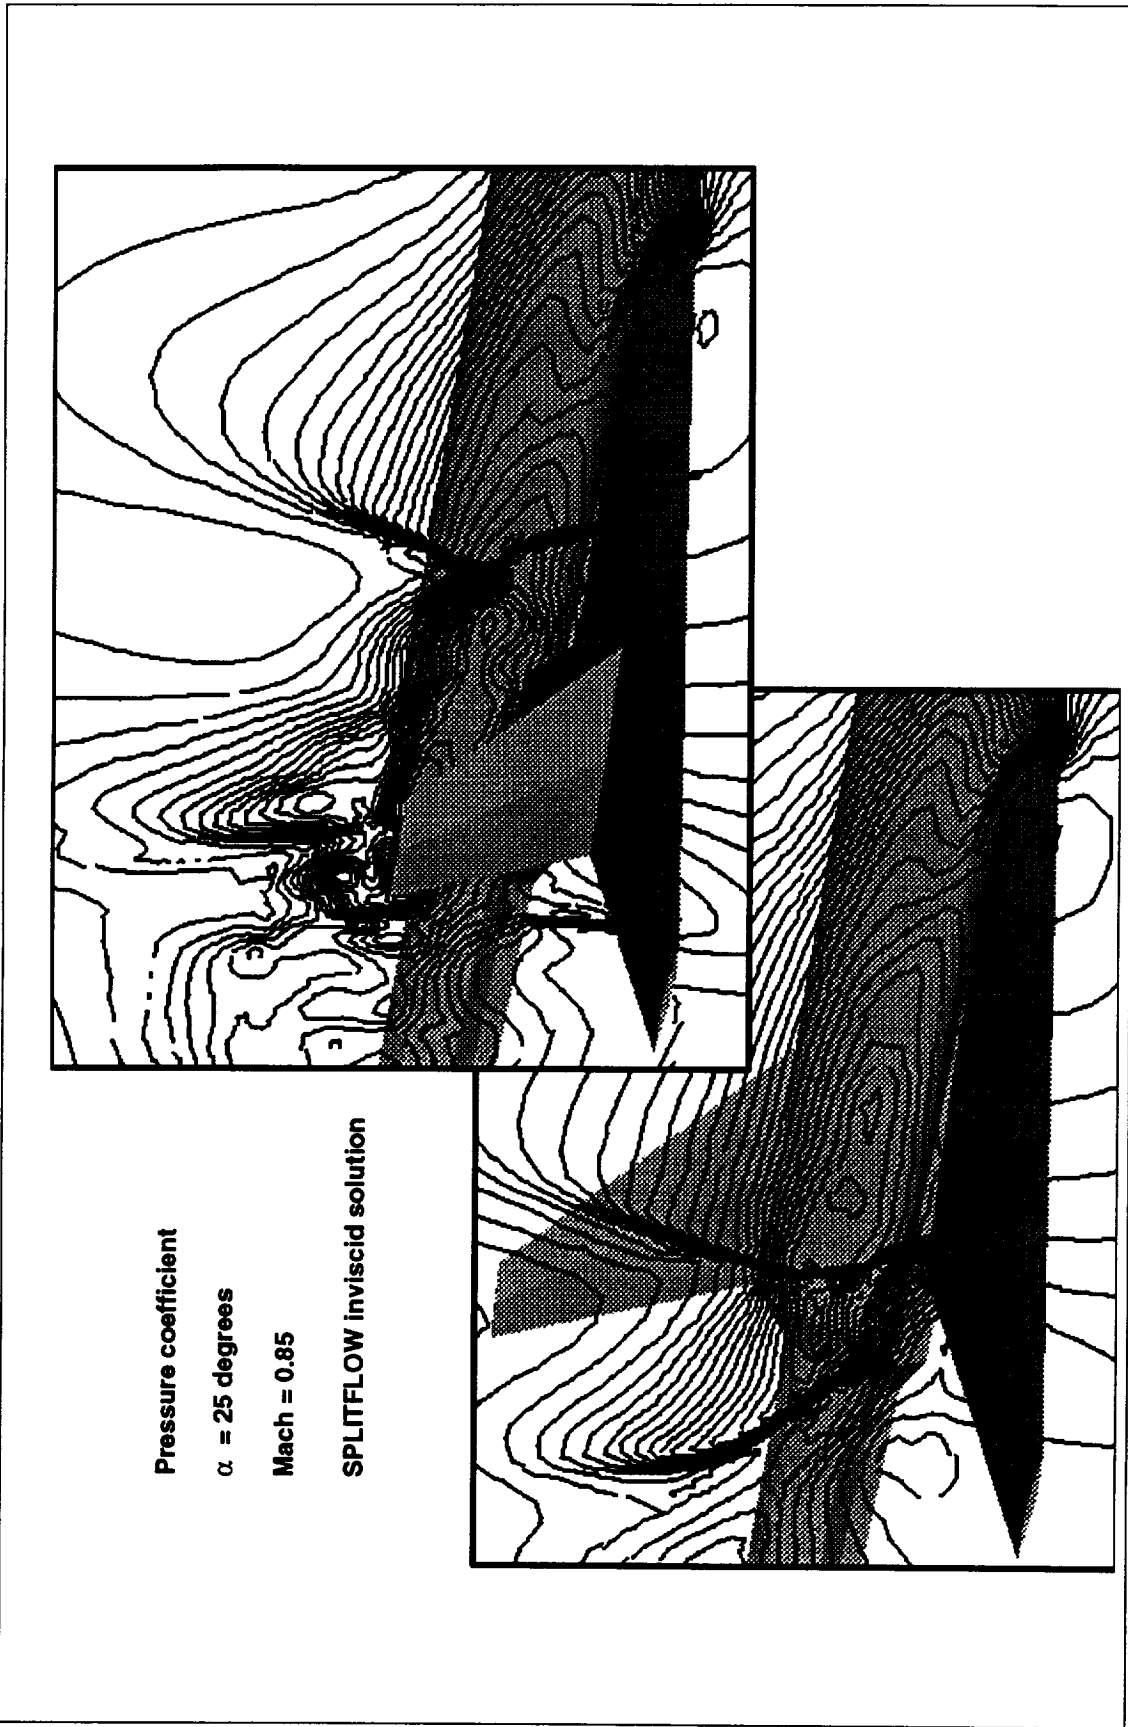 Pressure coefficient
α = 25 degrees
Mach = 0.85
SPLITFLOW inviscid solution